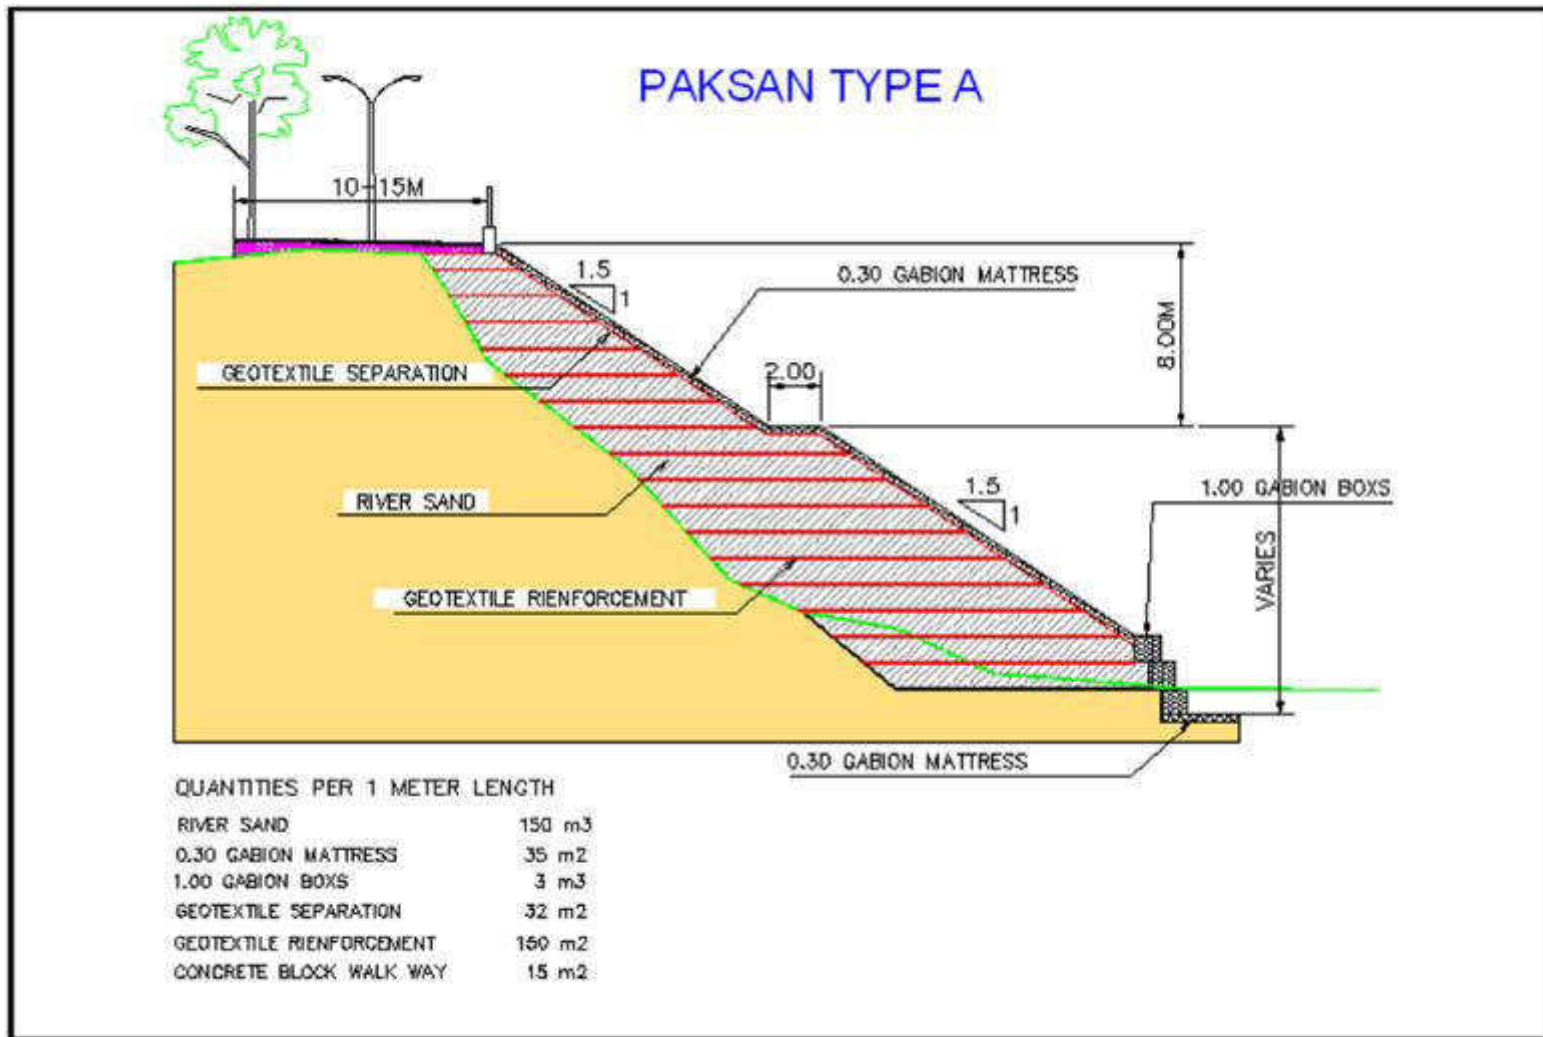 PAKSAN TYPE A
10-15M
1.5
1
0.30 GABION MATTRESS
8.00M
GEOTEXTILE SEPARATION
2.00
RIVER SAND
1.5
1
1.00 GABION BOXS
VARIES
GEOTEXTILE RIENFORCEMENT
0.30 GABION MATTRESS
QUANTITIES PER 1 METER LENGTH
RIVER SAND 150 m3
0.30 GABION MATTRESS 35 m2
1.00 GABION BOXS 3 m3
GEOTEXTILE SEPARATION 32 m2
GEOTEXTILE RIENFORCEMENT m2
CONCRETE BLOCK WALK WAY 15 m2